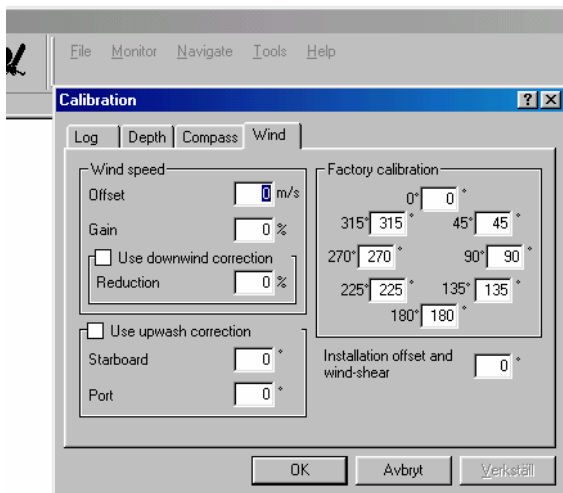 File Monitor Navigate Tools Help
Calibration
Log Depth Compass Wind
Wind speed
Offset 0 m/s
Gain 0 %
Use downwind correction
Reduction 0 %
Use upwash correction
Starboard 0 °
Port 0 °
Factory calibration
0° 0 °
315° 315 ° 45° 45 °
270° 270 ° 90° 90 °
225° 225 ° 135° 135 °
180° 180 °
Installation offset and
wind-shear 0 °
OK Avbryt Verkställ